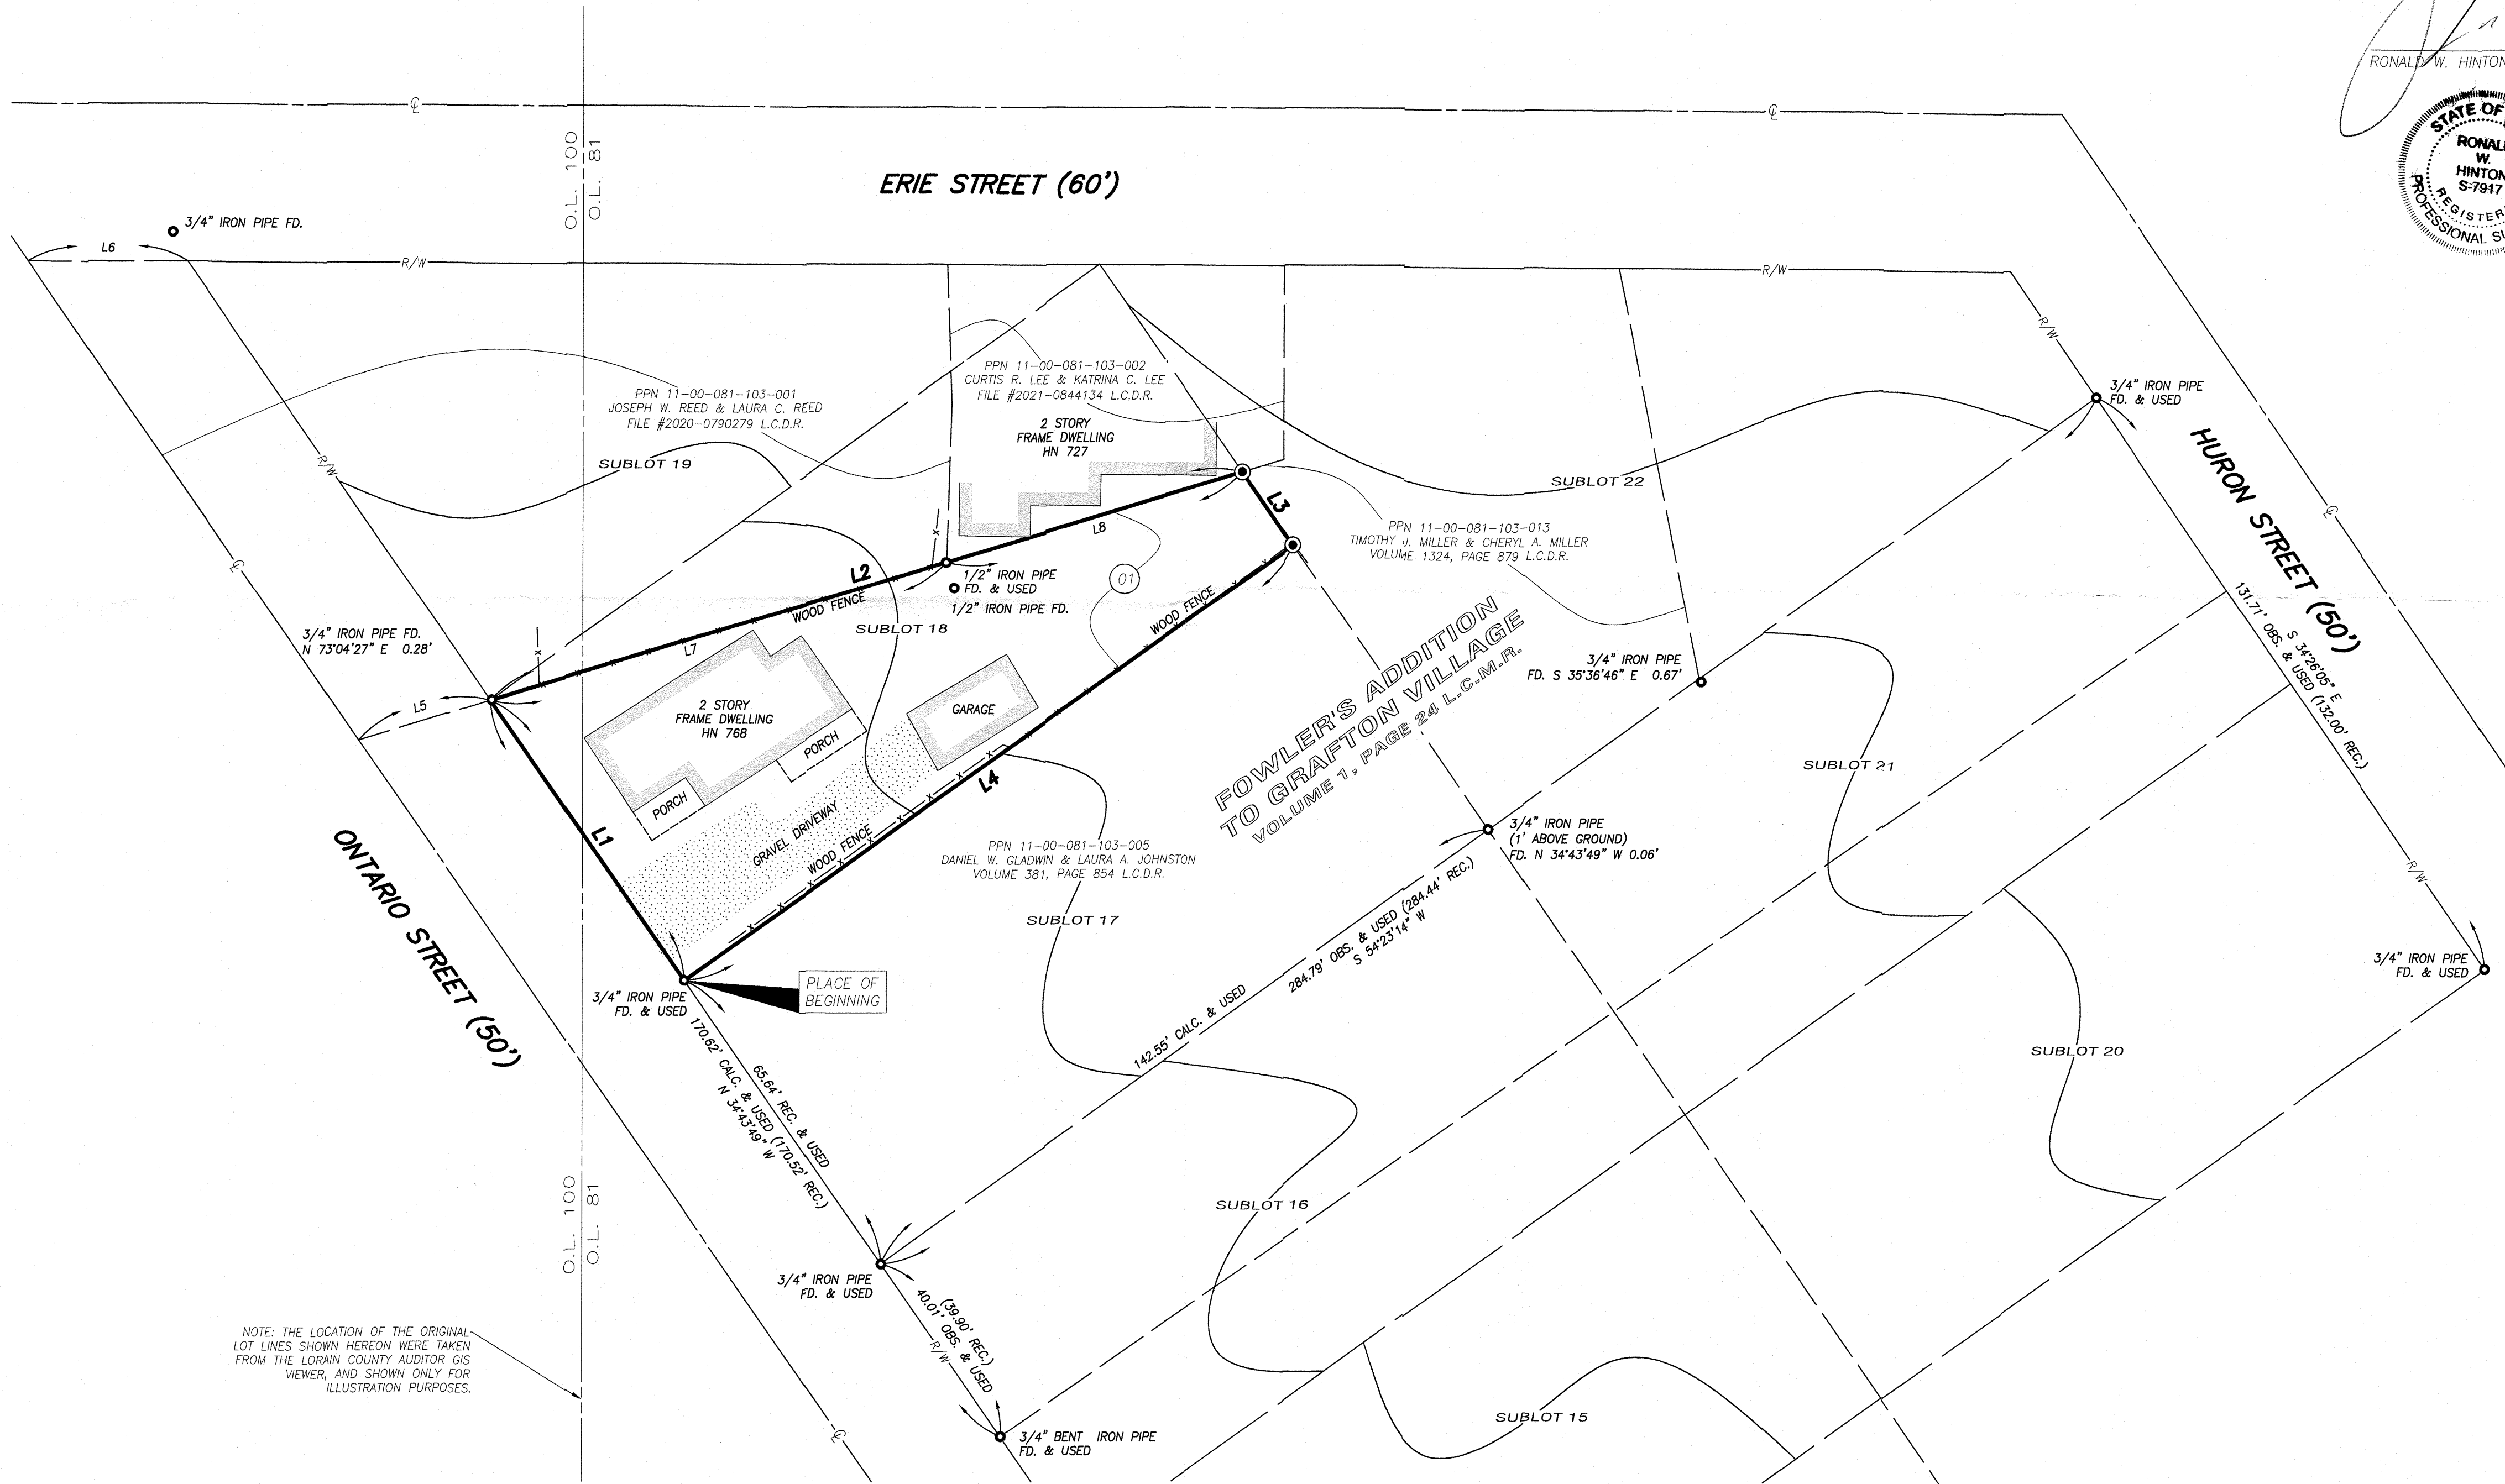 RONALD W. HINTON
STATE OF
RONALD
W.
HINTON
S-7917
REGISTER
PROFESSIONAL SU
℄
℄
O.L. 100
O.L. 81
ERIE STREET (60')
3/4" IRON PIPE FD.
L6
R/W
R/W
R/W
R/W
PPN 11-00-081-103-002
CURTIS R. LEE & KATRINA C. LEE
FILE #2021-0844134 L.C.D.R.
PPN 11-00-081-103-001
JOSEPH W. REED & LAURA C. REED
FILE #2020-0790279 L.C.D.R.
2 STORY
FRAME DWELLING
HN 727
3/4" IRON PIPE
FD. & USED
HURON STREET (50')
℄
SUBLOT 19
SUBLOT 22
L3
L8
PPN 11-00-081-103-013
TIMOTHY J. MILLER & CHERYL A. MILLER
VOLUME 1324, PAGE 879 L.C.D.R.
℄
L2
WOOD FENCE
1/2" IRON PIPE
FD. & USED
1/2" IRON PIPE FD.
01
WOOD FENCE
SUBLOT 18
3/4" IRON PIPE FD.
N 73°04'27" E 0.28'
L7
L5
FOWLER'S ADDITION
TO GRAFTON VILLAGE
VOLUME 1, PAGE 24 L.C.M.R.
3/4" IRON PIPE
FD. S 35°36'46" E 0.67'
S 34°26'05" E
131.71' OBS. & USED (132.00' REC.)
2 STORY
FRAME DWELLING
HN 768
GARAGE
PORCH
PORCH
L4
L1
GRAVEL DRIVEWAY
WOOD FENCE
SUBLOT 21
3/4" IRON PIPE
(1' ABOVE GROUND)
FD. N 34°43'49" W 0.06'
PPN 11-00-081-103-005
DANIEL W. GLADWIN & LAURA A. JOHNSTON
VOLUME 381, PAGE 854 L.C.D.R.
ONTARIO STREET (50')
R/W
SUBLOT 17
284.79' OBS. & USED (284.44' REC.)
S 54°23'14" W
3/4" IRON PIPE
FD. & USED
PLACE OF
BEGINNING
3/4" IRON PIPE
FD. & USED
142.55' CALC. & USED
65.64' REC. & USED
170.62' CALC. & USED (170.52' REC.)
N 34°43'49" W
SUBLOT 20
O.L. 100
O.L. 81
SUBLOT 16
3/4" IRON PIPE
FD. & USED
(39.90' REC.)
40.01' OBS. & USED
R/W
NOTE: THE LOCATION OF THE ORIGINAL
LOT LINES SHOWN HEREON WERE TAKEN
FROM THE LORAIN COUNTY AUDITOR GIS
VIEWER, AND SHOWN ONLY FOR
ILLUSTRATION PURPOSES.
℄
3/4" BENT IRON PIPE
FD. & USED
SUBLOT 15